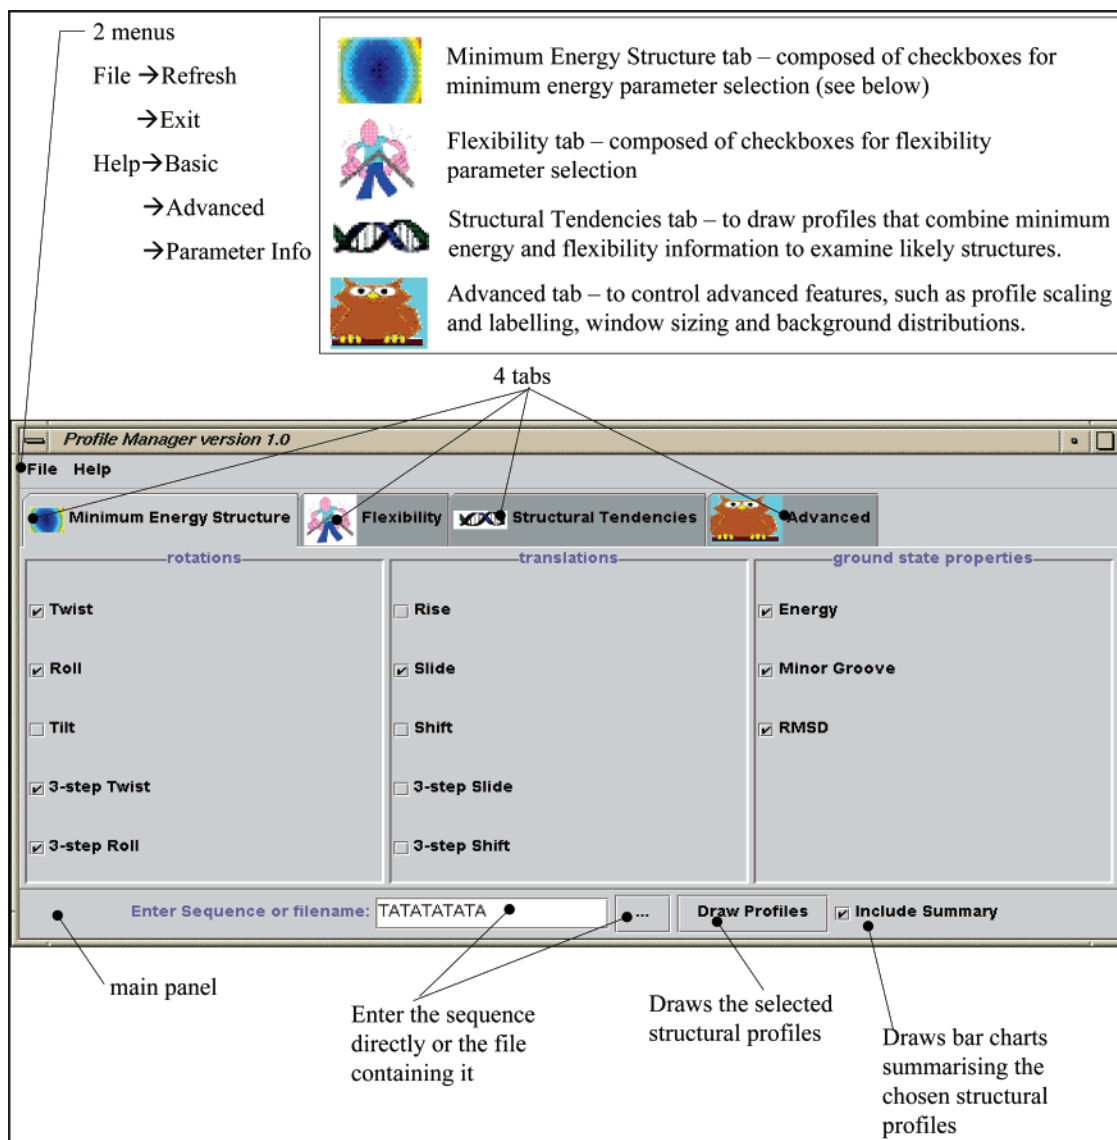 2 menus
File →Refresh
→Exit
Help→Basic
→Advanced
→Parameter Info
Minimum Energy Structure tab – composed of checkboxes for
minimum energy parameter selection (see below)
Flexibility tab – composed of checkboxes for flexibility
parameter selection
Structural Tendencies tab – to draw profiles that combine minimum
energy and flexibility information to examine likely structures.
Advanced tab – to control advanced features, such as profile scaling
and labelling, window sizing and background distributions.
4 tabs
Profile Manager version 1.0
File Help
Minimum Energy Structure Flexibility Structural Tendencies Advanced
rotations translations ground state properties
Twist Rise Energy
Roll Slide Minor Groove
Tilt Shift RMSD
3-step Twist 3-step Slide
3-step Roll 3-step Shift
Enter Sequence or filename: TATATATATA ... Draw Profiles Include Summary
main panel
Enter the sequence
directly or the file
containing it
Draws the selected
structural profiles
Draws bar charts
summarising the
chosen structural
profiles